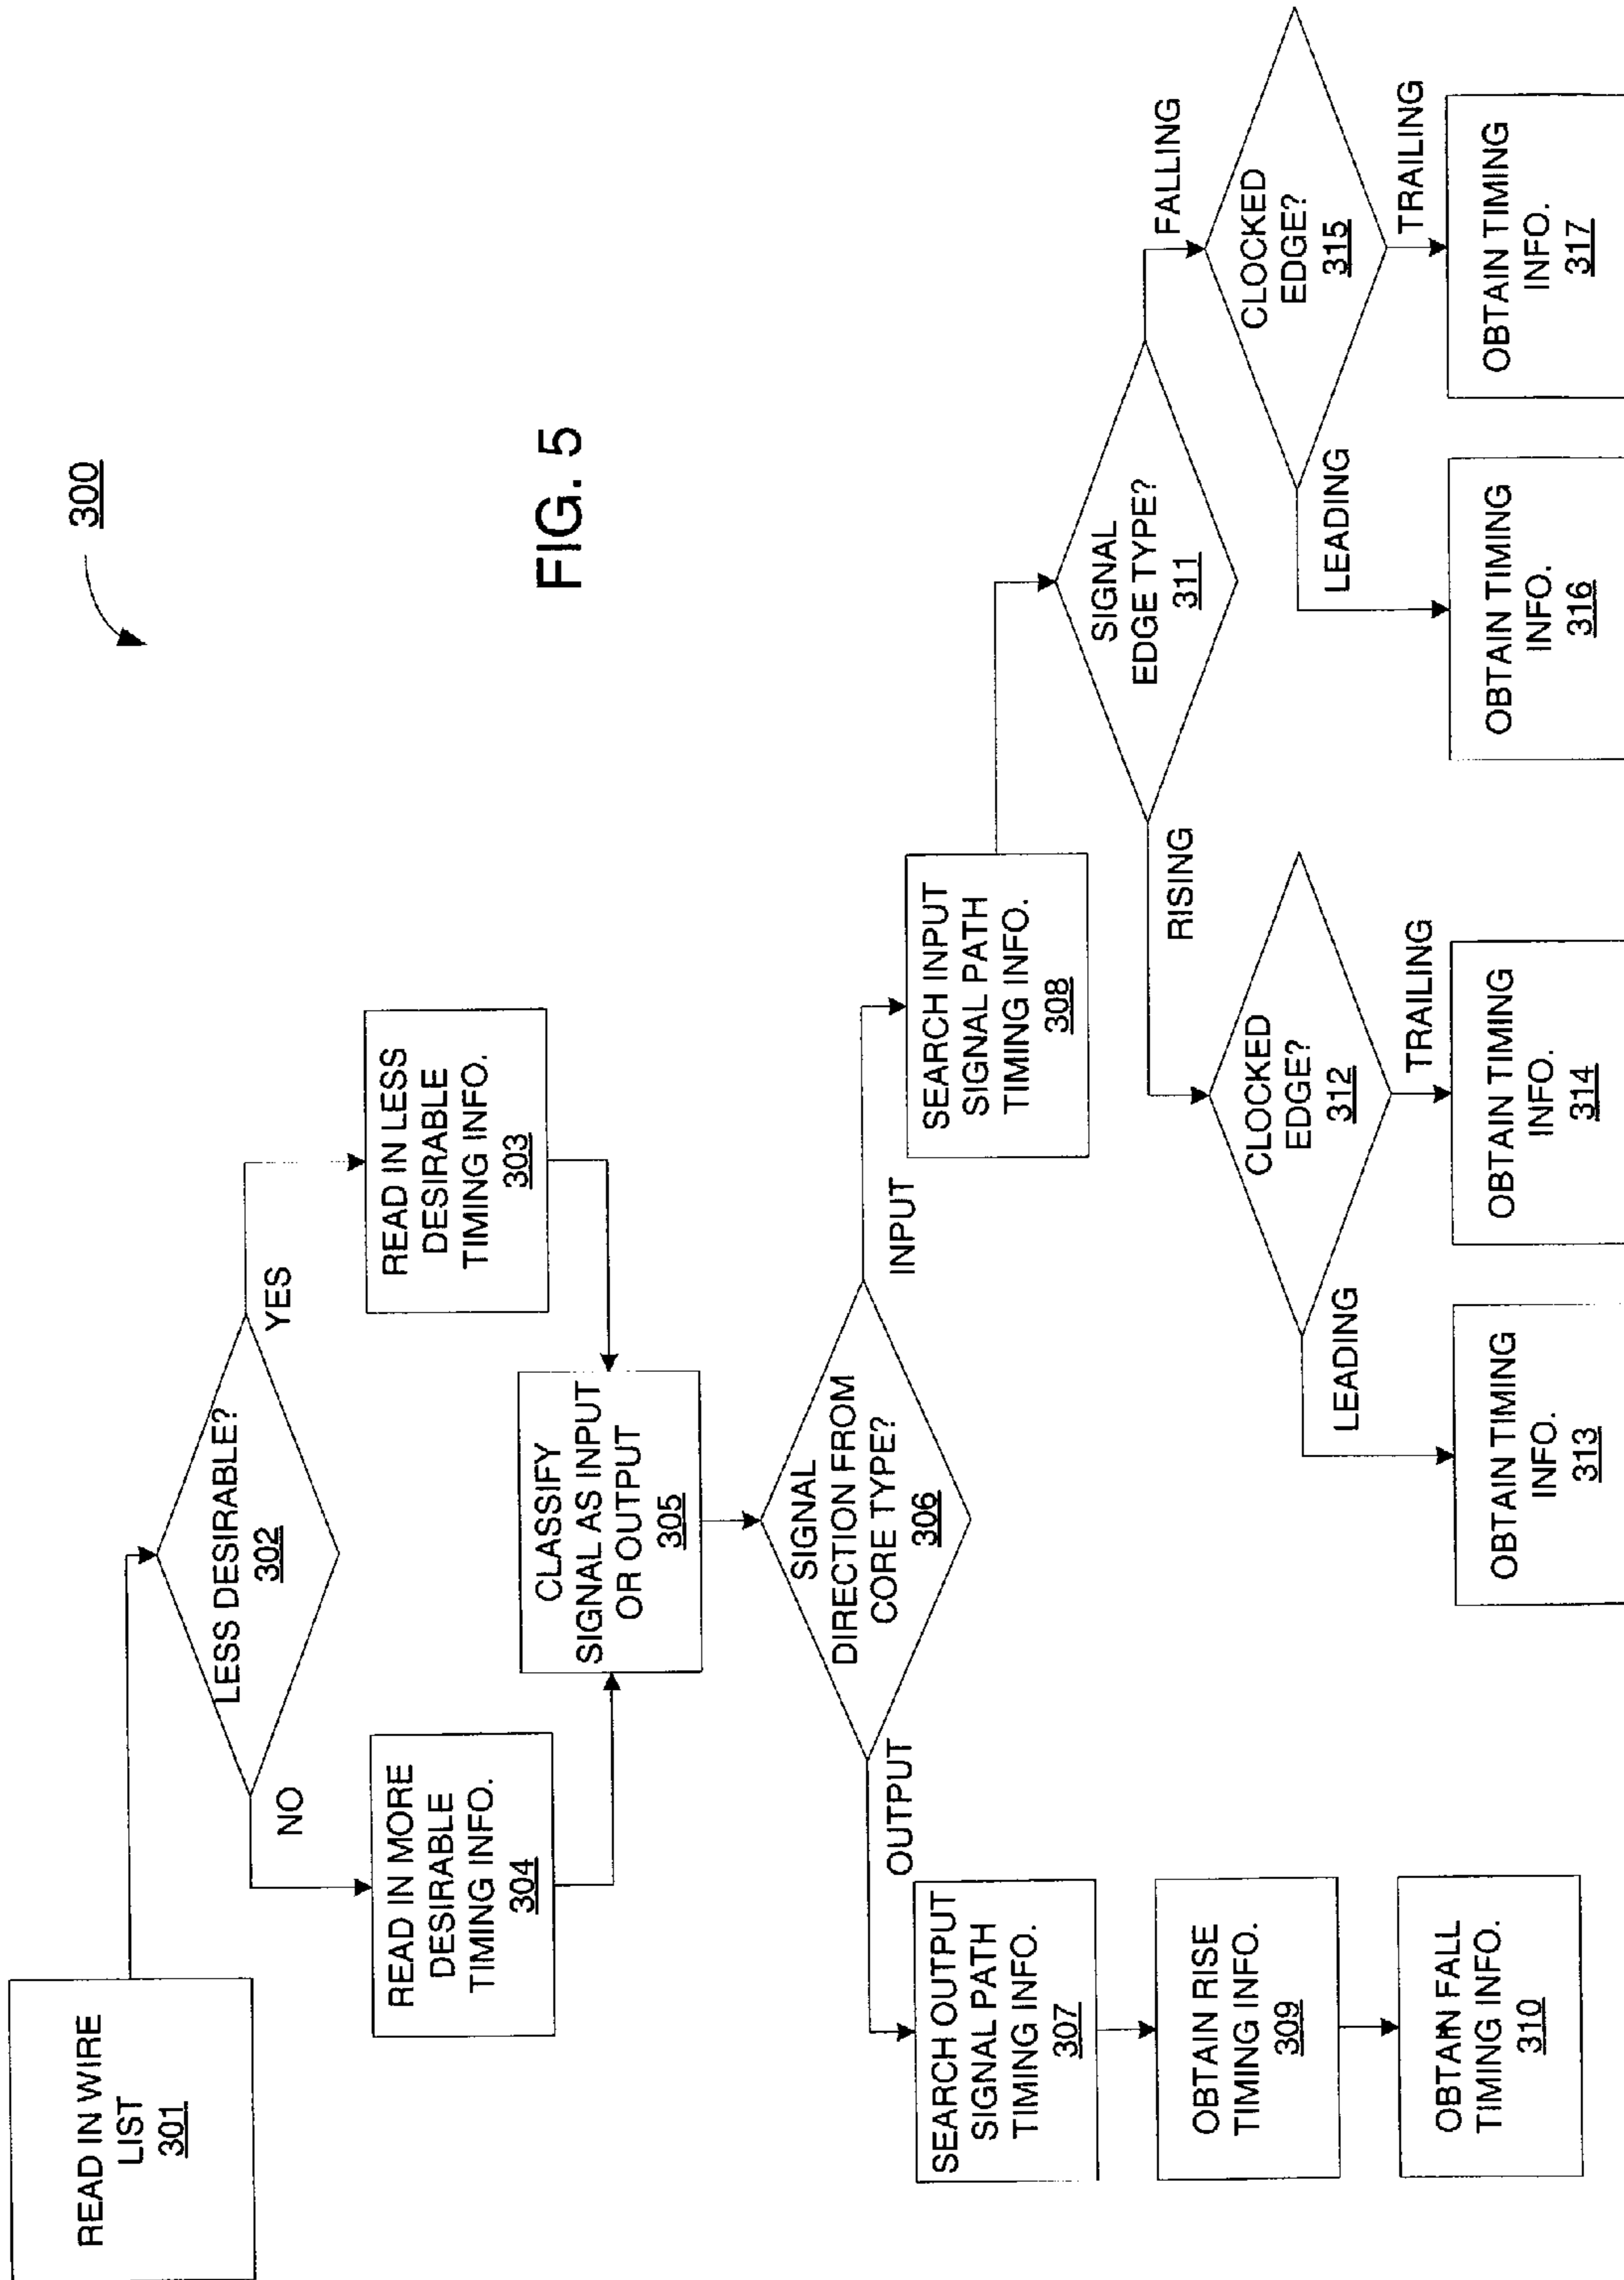 300
FIG. 5
READ IN WIRE
LIST
301
LESS DESIRABLE?
302
NO
YES
READ IN MORE
DESIRABLE
TIMING INFO.
304
READ IN LESS
DESIRABLE
TIMING INFO.
303
CLASSIFY
SIGNAL AS INPUT
OR OUTPUT
305
SIGNAL
DIRECTION FROM
CORE TYPE?
306
OUTPUT
INPUT
SEARCH OUTPUT
SIGNAL PATH
TIMING INFO.
307
OBTAIN RISE
TIMING INFO.
309
OBTAIN FALL
TIMING INFO.
310
SEARCH INPUT
SIGNAL PATH
TIMING INFO.
308
SIGNAL
EDGE TYPE?
311
RISING
FALLING
CLOCKED
EDGE?
312
LEADING
TRAILING
OBTAIN TIMING
INFO.
313
OBTAIN TIMING
INFO.
314
CLOCKED
EDGE?
315
LEADING
TRAILING
OBTAIN TIMING
INFO.
316
OBTAIN TIMING
INFO.
317